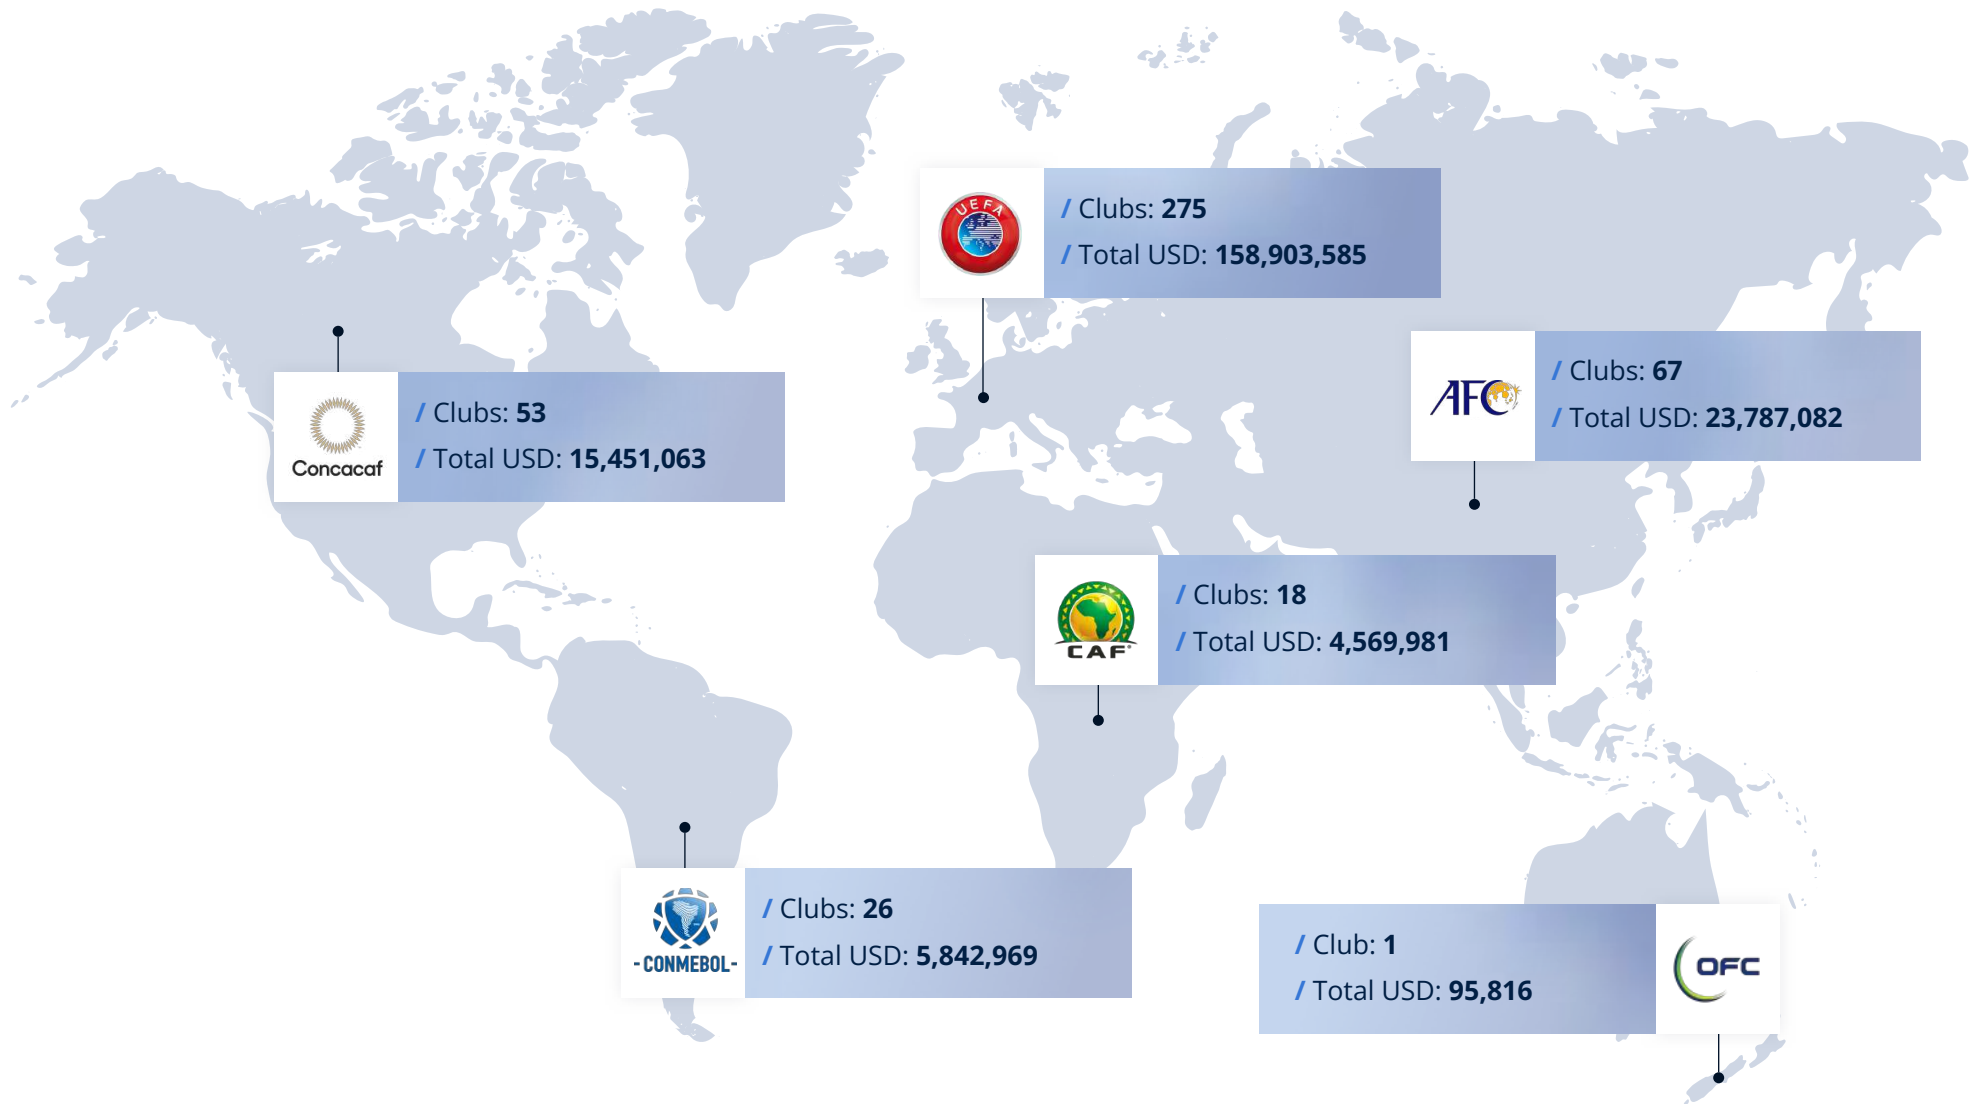 UEFA
/ Clubs: 275
/ Total USD: 158,903,585
AFC
/ Clubs: 67
/ Total USD: 23,787,082
Concacaf
/ Clubs: 53
/ Total USD: 15,451,063
CAF
/ Clubs: 18
/ Total USD: 4,569,981
-CONMEBOL-
/ Clubs: 26
/ Total USD: 5,842,969
/ Club: 1
/ Total USD: 95,816
OFC